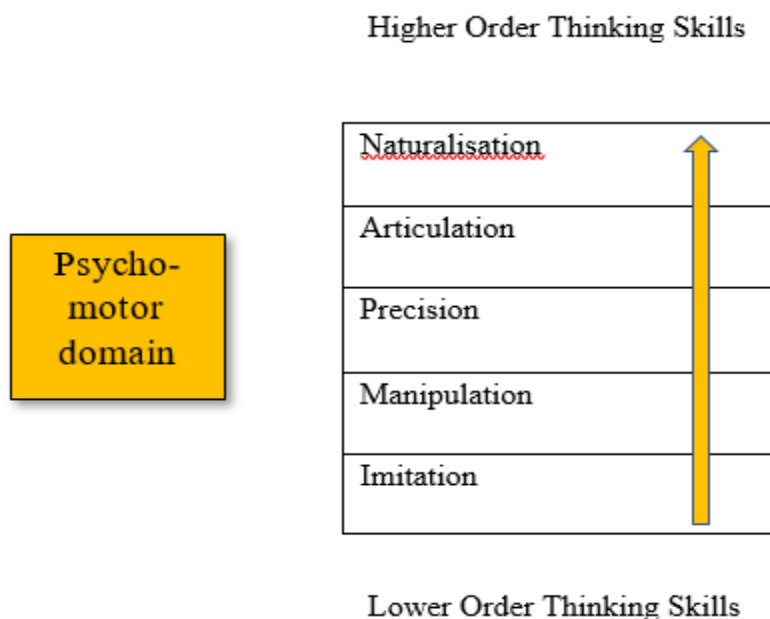 Higher Order Thinking Skills
Naturalisation
Articulation
Psycho-
motor
domain
Precision
Manipulation
Imitation
Lower Order Thinking Skills